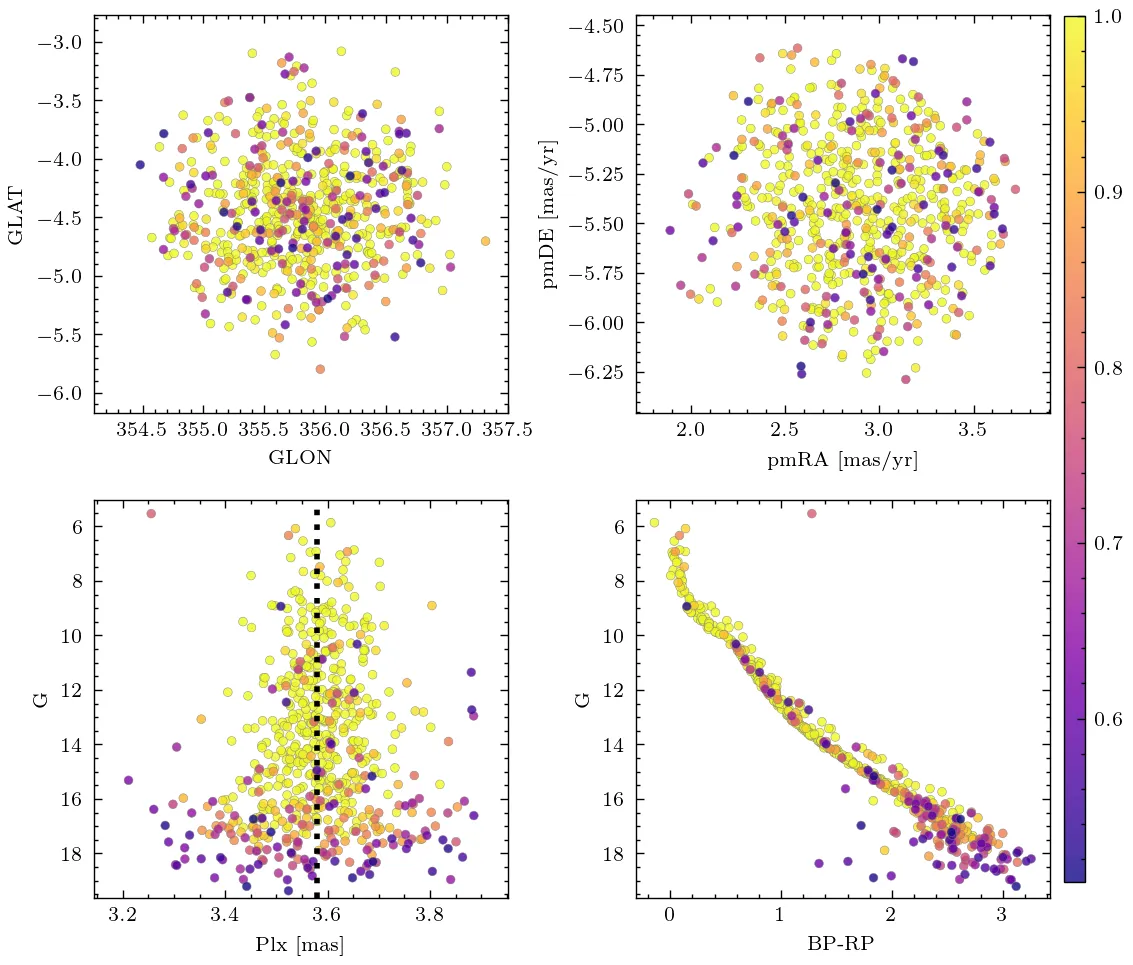 −3.0
−3.5
−4.0
−4.5
−5.0
−5.5
−6.0
GLAT
354.5 355.0 355.5 356.0 356.5 357.0 357.5
GLON
−4.50
−4.75
−5.00
−5.25
−5.50
−5.75
−6.00
−6.25
pmDE [mas/yr]
2.0 2.5 3.0 3.5
pmRA [mas/yr]
1.0
0.9
0.8
0.7
0.6
6
8
10
12
14
16
18
G
3.2 3.4 3.6 3.8
Plx [mas]
6
8
10
12
14
16
18
G
0 1 2 3
BP-RP